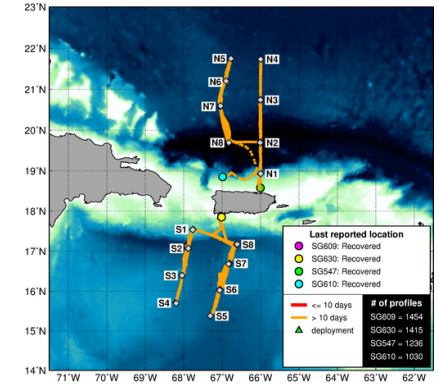 23°N
22°N
21°N
20°N
19°N
18°N
17°N
16°N
15°N
14°N
71°W 70°W 69°W 68°W 67°W 66°W 65°W 64°W 63°W 62°W
N5
N4
N6
N3
N7
N8
N2
N1
S1
S8
S2
S7
S3
S6
S4
S5
Last reported location
SG609: Recovered
SG630: Recovered
SG547: Recovered
SG610: Recovered
<= 10 days
> 10 days
deployment
# of profiles
SG609 = 1454
SG630 = 1415
SG547 = 1236
SG610 = 1030